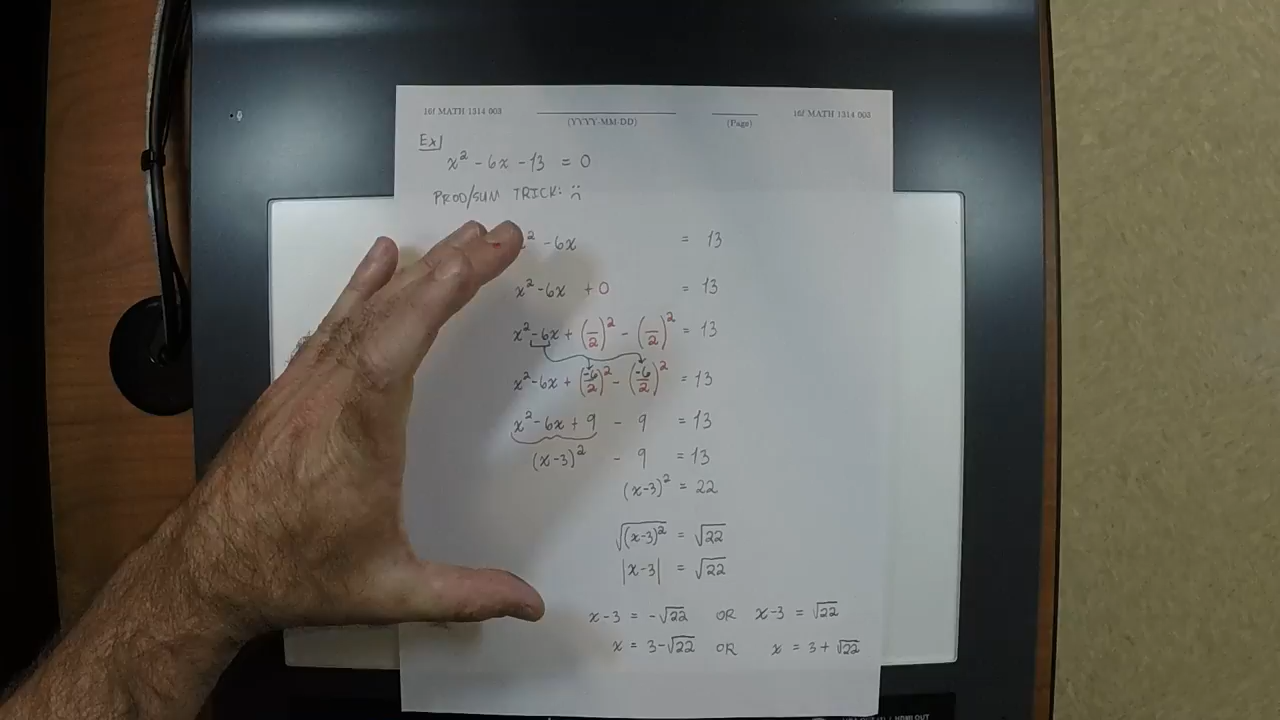 16f MATH 1314 003 (YYYY-MM-DD) (Page) 16f MATH 1314 003
Ex
x² - 6x - 13 = 0
PROD/SUM TRICK: ☹
² - 6x = 13
x² - 6x + 0 = 13
x² - 6x + (/2)² - (/2)² = 13
x² - 6x + (-6/2)² - (-6/2)² = 13
x² - 6x + 9 - 9 = 13
(x-3)² - 9 = 13
(x-3)² = 22
√(x-3)² = √22
|x-3| = √22
x-3 = -√22 OR x-3 = √22
x = 3-√22 OR x = 3+√22